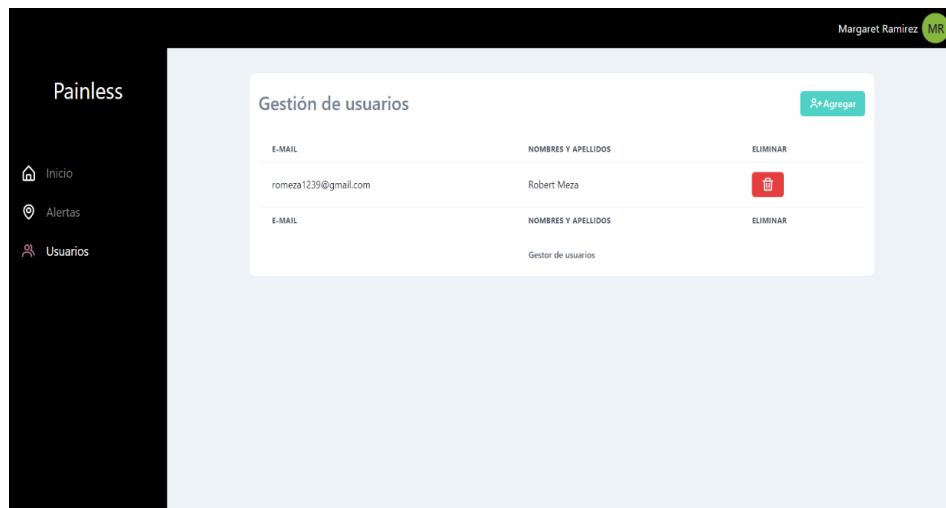 Margaret Ramirez MR
Painless
Inicio
Alertas
Usuarios
Gestión de usuarios
Agregar
E-MAIL NOMBRES Y APELLIDOS ELIMINAR
romeza1239@gmail.com Robert Meza
E-MAIL NOMBRES Y APELLIDOS ELIMINAR
Gestor de usuarios